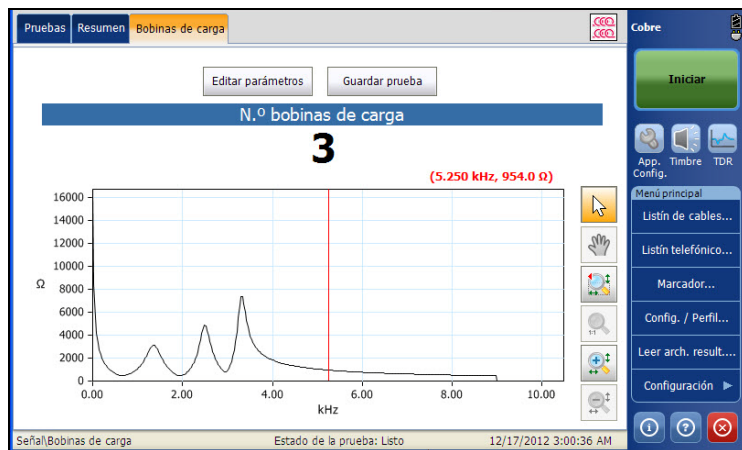 Pruebas Resumen Bobinas de carga
Editar parámetros Guardar prueba
N.º bobinas de carga
3
(5.250 kHz, 954.0 Ω)
16000
14000
12000
10000
Ω
8000
6000
4000
2000
0
0.00 2.00 4.00 6.00 8.00 10.00
kHz
1:1
Señal\Bobinas de carga Estado de la prueba: Listo 12/17/2012 3:00:36 AM
Cobre
Iniciar
App. Config. Timbre TDR
Menú principal
Listín de cables...
Listín telefónico...
Marcador...
Config. / Perfil...
Leer arch. result....
Configuración